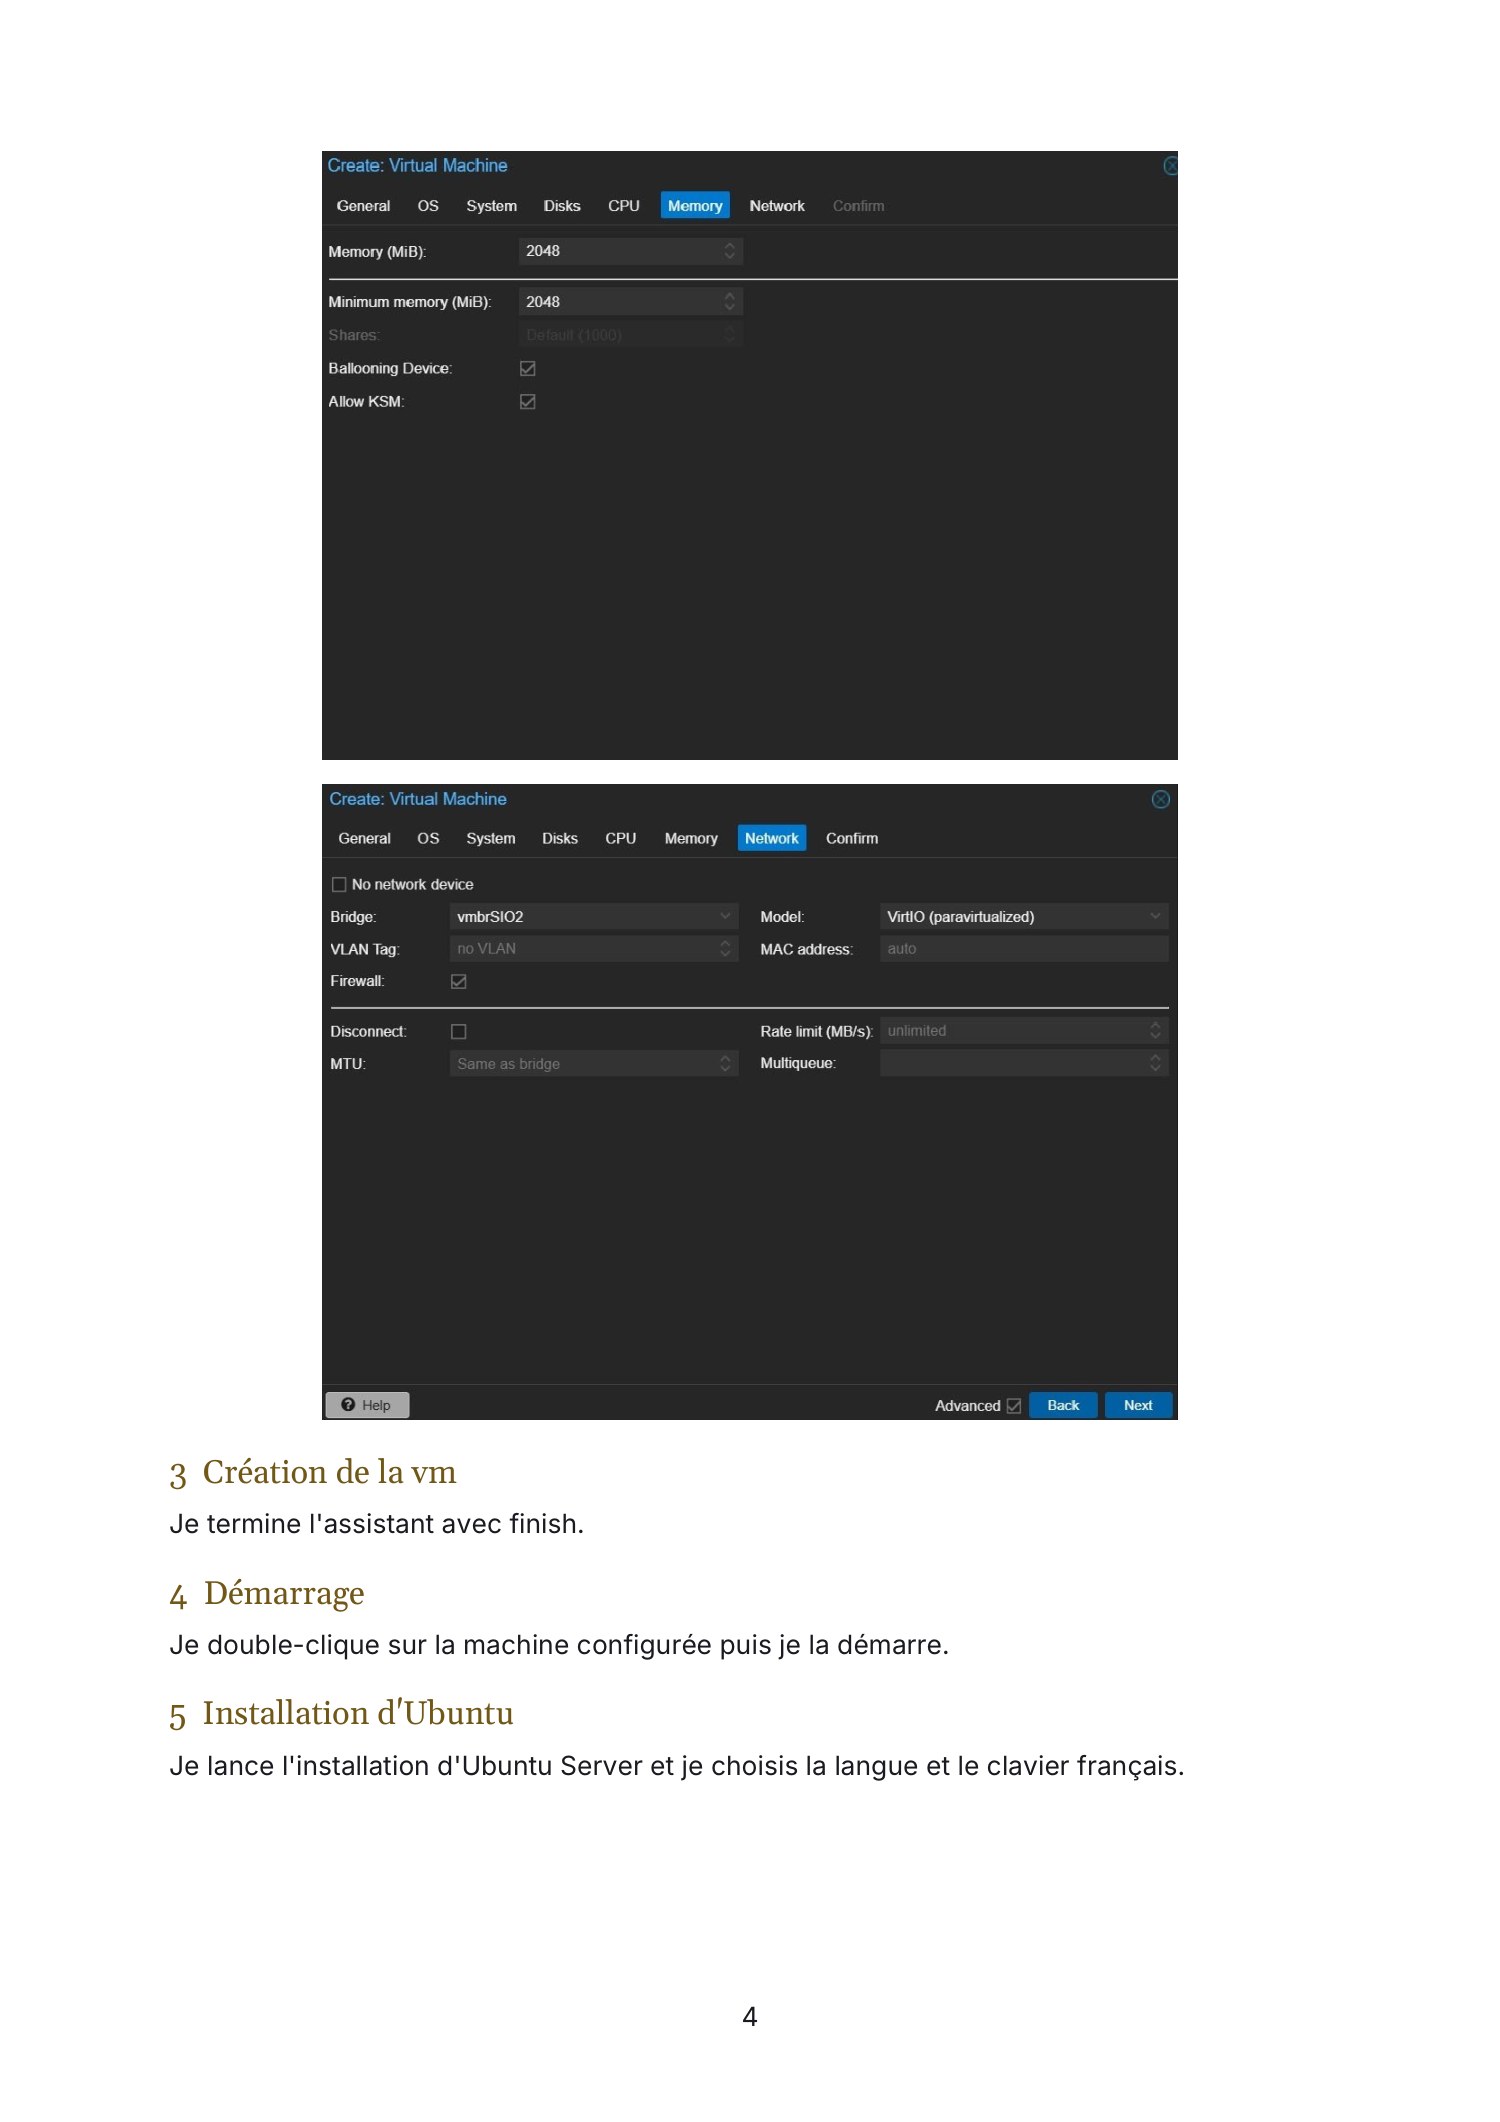 Create: Virtual Machine
General OS System Disks CPU Memory Network Confirm
Memory (MiB): 2048
Minimum memory (MiB): 2048
Shares: Default (1000)
Ballooning Device:
Allow KSM:
Create: Virtual Machine
General OS System Disks CPU Memory Network Confirm
No network device
Bridge: vmbrSIO2 Model: VirtIO (paravirtualized)
VLAN Tag: no VLAN MAC address: auto
Firewall:
Disconnect: Rate limit (MB/s): unlimited
MTU: Same as bridge Multiqueue:
Help Advanced Back Next
3 Création de la vm
Je termine l'assistant avec finish.
4 Démarrage
Je double-clique sur la machine configurée puis je la démarre.
5 Installation d'Ubuntu
Je lance l'installation d'Ubuntu Server et je choisis la langue et le clavier français.
4